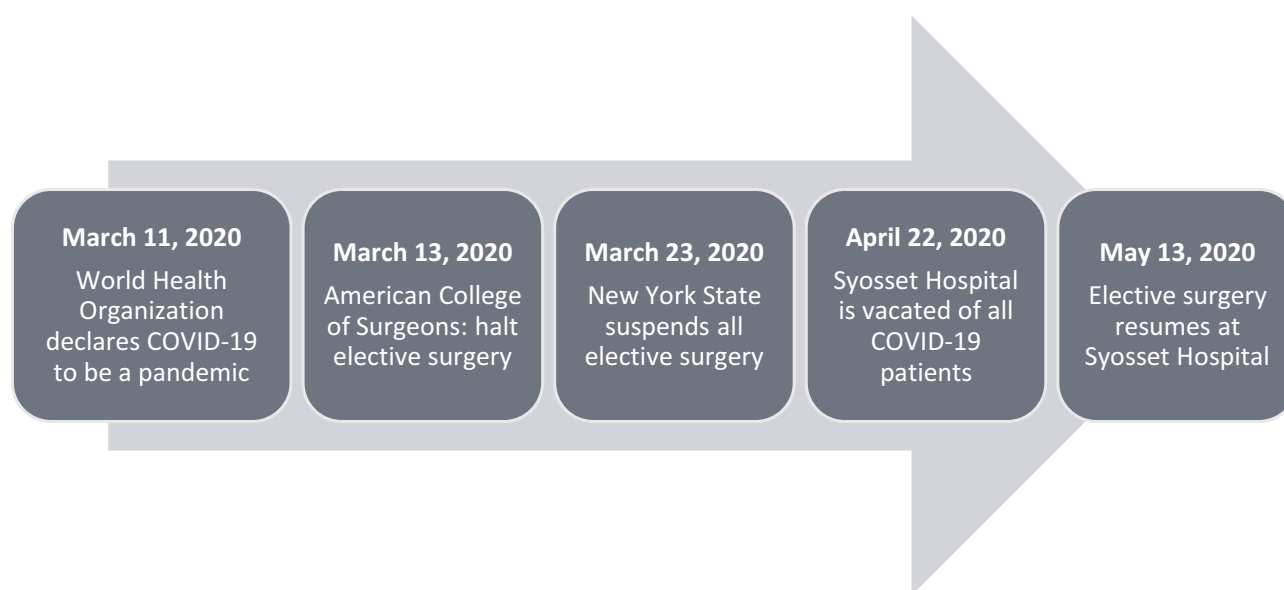 March 11, 2020
World Health
Organization
declares COVID-19
to be a pandemic
March 13, 2020
American College
of Surgeons: halt
elective surgery
March 23, 2020
New York State
suspends all
elective surgery
April 22, 2020
Syosset Hospital
is vacated of all
COVID-19
patients
May 13, 2020
Elective surgery
resumes at
Syosset Hospital